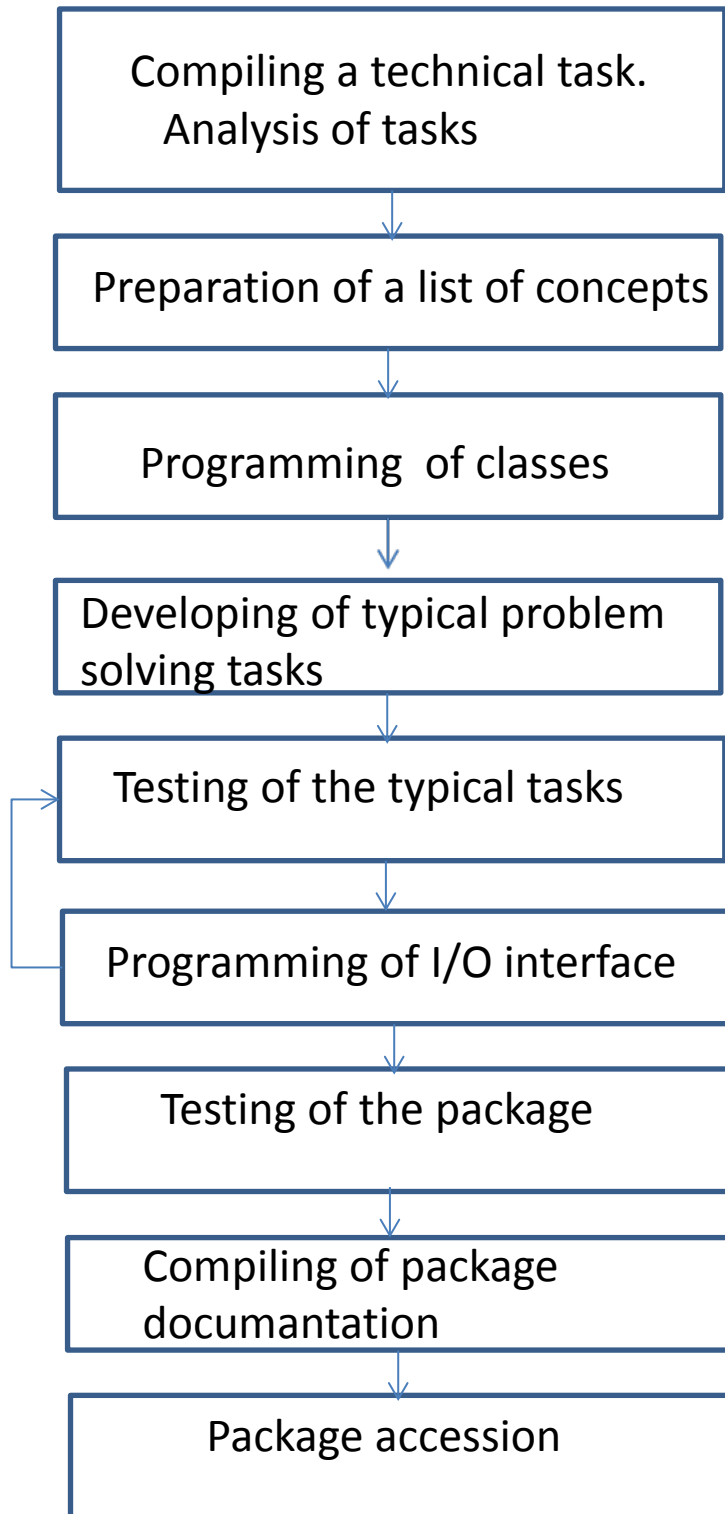 Compiling a technical task.
Analysis of tasks
Preparation of a list of concepts
Programming  of classes
Developing of typical problem
solving tasks
Testing of the typical tasks
Programming of I/O interface
Testing of the package
Compiling of package
documantation
Package accession